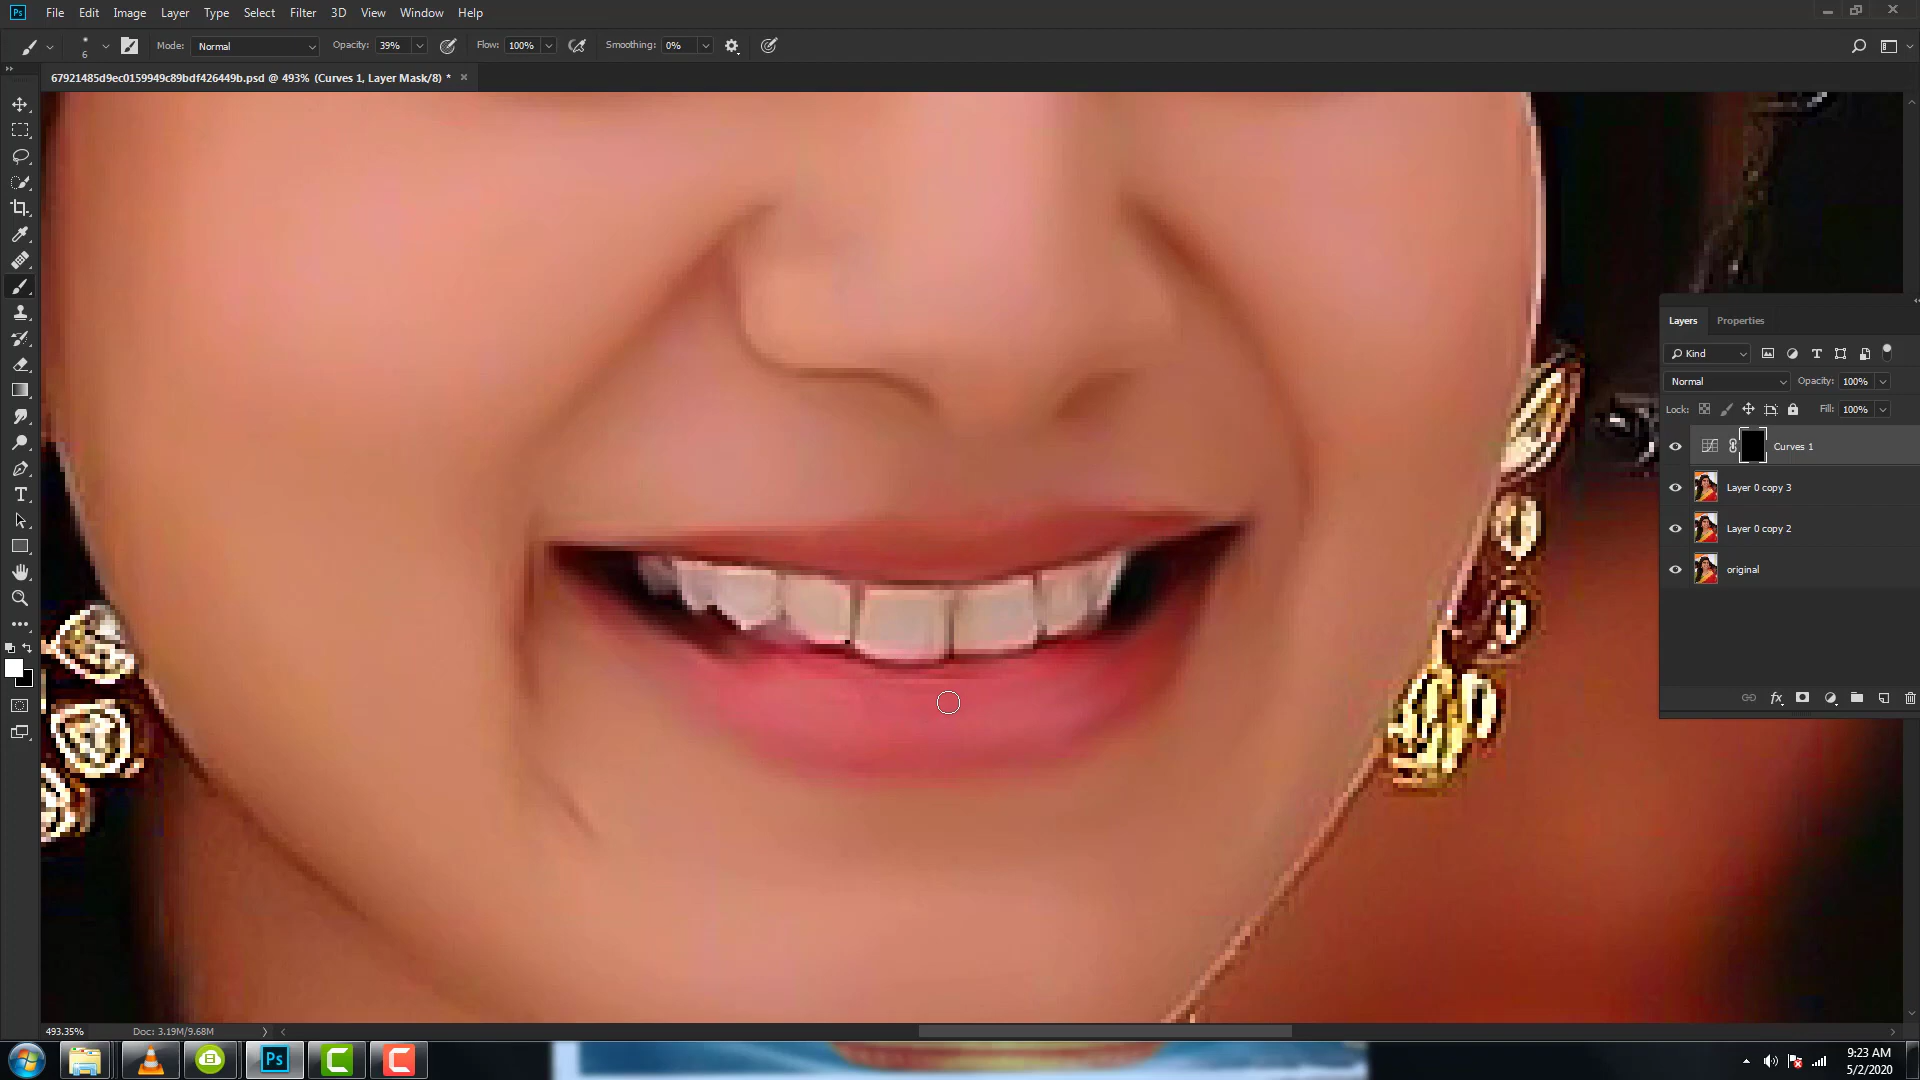 Ps File Edit Image Layer Type Select Filter 3D View Window Help
6 Mode: Normal Opacity: 39% Flow: 100% Smoothing: 0%
67921485d9ec0159949c89bdf426449b.psd @ 493% (Curves 1, Layer Mask/8) *
Layers Properties
Kind
Normal Opacity: 100%
Lock: Fill: 100%
Curves 1
Layer 0 copy 3
Layer 0 copy 2
original
fx
493.35% Doc: 3.19M/9.68M
Ps
9:23 AM
5/2/2020